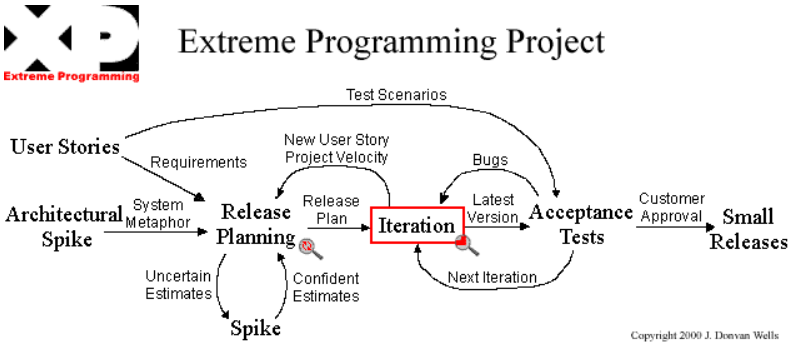 XP
Extreme Programming
Extreme Programming Project
Test Scenarios
User Stories
Requirements
New User Story
Project Velocity
Bugs
Architectural
Spike
System
Metaphor
Release
Planning
Release
Plan
Iteration
Latest
Version
Acceptance
Tests
Customer
Approval
Small
Releases
Uncertain
Estimates
Confident
Estimates
Next Iteration
Spike
Copyright 2000 J. Donvan Wells